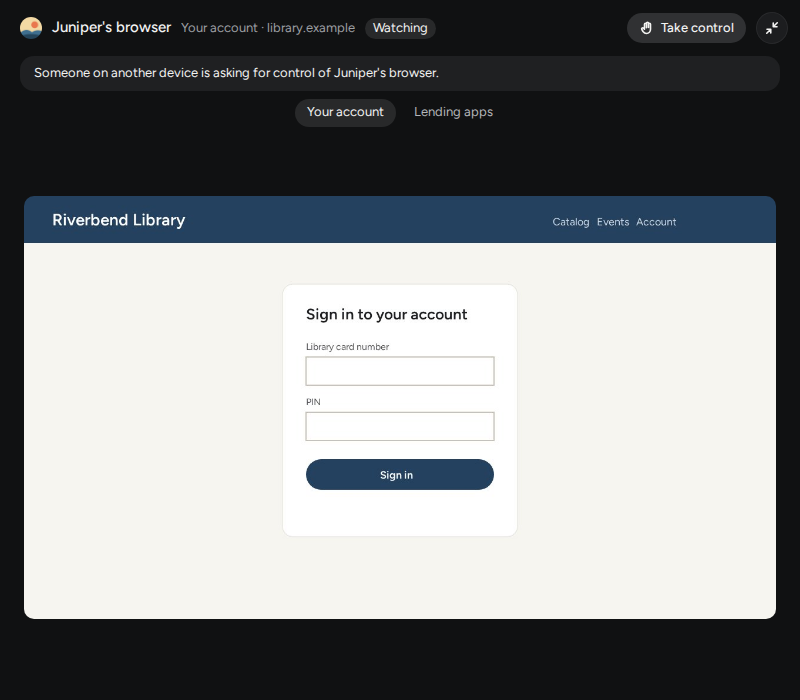 Juniper's browser Your account · library.example Watching Take control
Someone on another device is asking for control of Juniper's browser.
Your account Lending apps
Riverbend Library Catalog Events Account
Sign in to your account
Library card number
PIN
Sign in